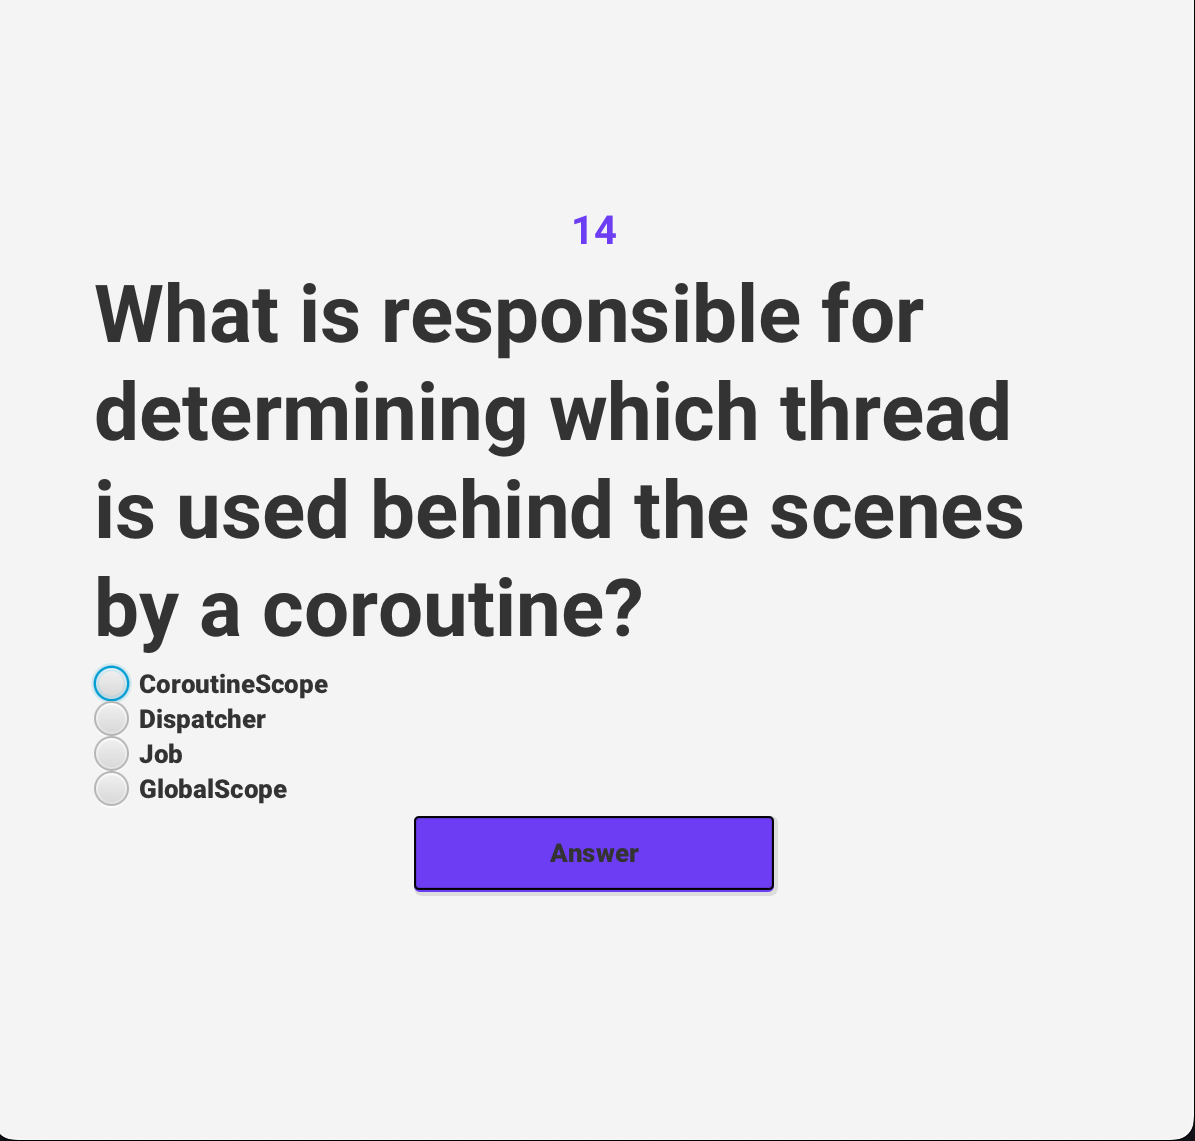 14
What is responsible for
determining which thread
is used behind the scenes
by a coroutine?
CoroutineScope
Dispatcher
Job
GlobalScope
Answer